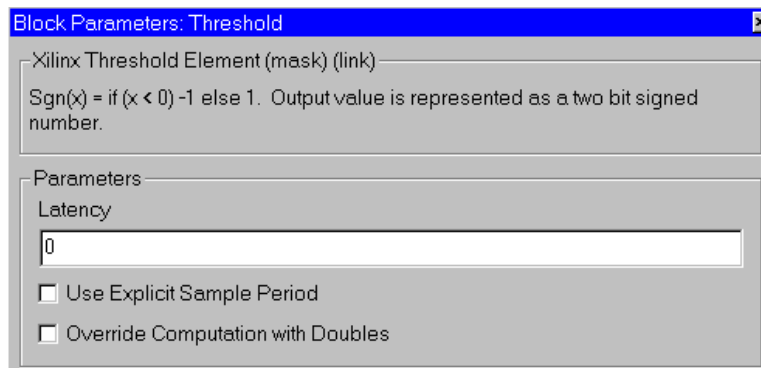 Block Parameters: Threshold
Xilinx Threshold Element (mask) (link)
Sgn(x) = if (x < 0) -1 else 1. Output value is represented as a two bit signed
number.
Parameters
Latency
0
Use Explicit Sample Period
Override Computation with Doubles